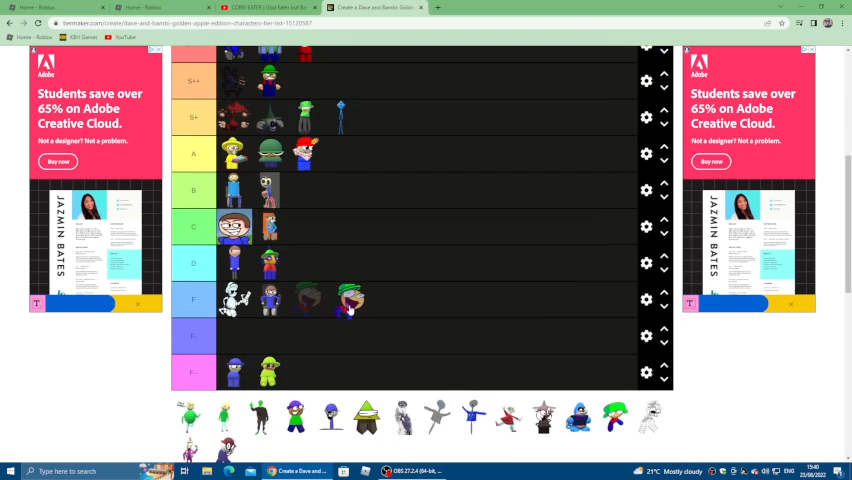 Home - Roblox
Home - Roblox
CORN EATER | God Eater but Ba
Create a Dave and Bambi Golden
tiermaker.com/create/dave-and-bambi-golden-apple-edition-characters-tier-list-15120587
Home - Roblox
KBH Games
YouTube
Adobe
Students save over 65% on Adobe Creative Cloud.
Not a designer? Not a problem.
Buy now
JAZMIN BATES
T
S++
S+
A
B
C
D
F
F-
F--
Adobe
Students save over 65% on Adobe Creative Cloud.
Not a designer? Not a problem.
Buy now
JAZMIN BATES
T
Type here to search
Create a Dave and...
OBS 27.2.4 (64-bit, ...
21°C Mostly cloudy
ENG
15:40
23/08/2022